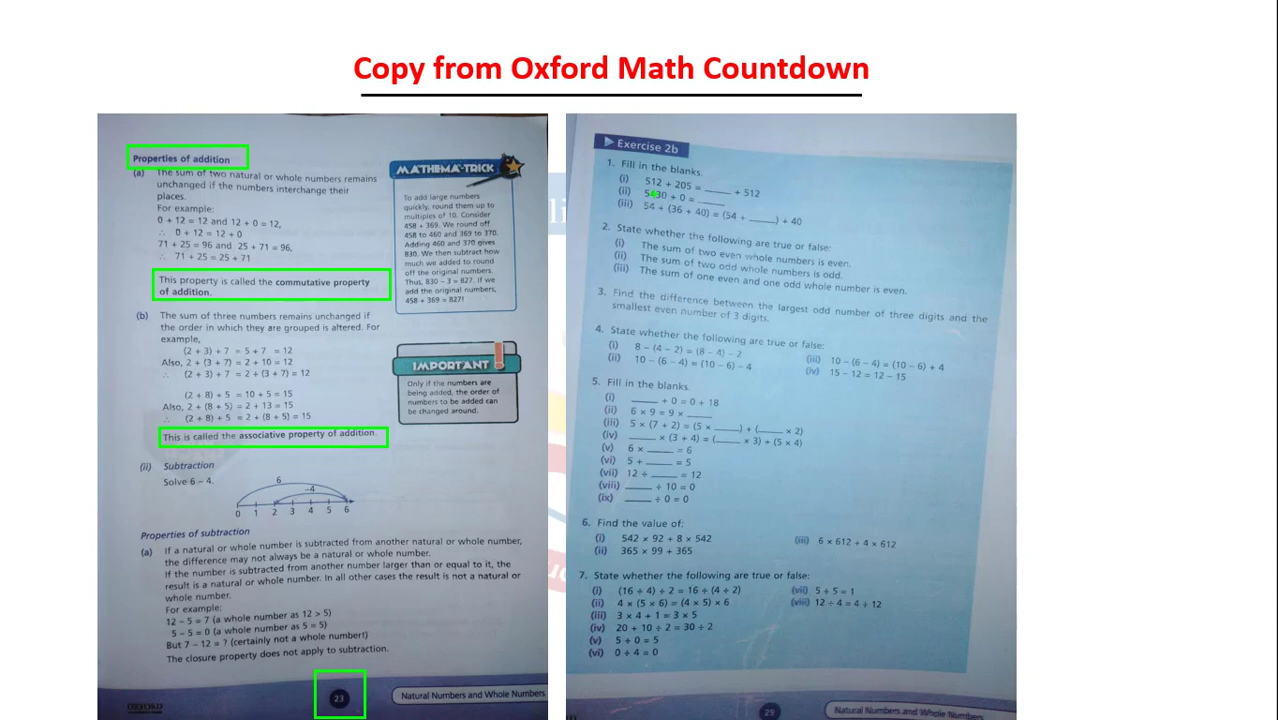 Copy from Oxford Math Countdown
Properties of addition
(a) The sum of two natural or whole numbers remains
unchanged if the numbers interchange their
places.
For example:
0 + 12 = 12 and 12 + 0 = 12,
∴ 0 + 12 = 12 + 0
71 + 25 = 96 and 25 + 71 = 96,
∴ 71 + 25 = 25 + 71
This property is called the commutative property
of addition.
(b) The sum of three numbers remains unchanged if
the order in which they are grouped is altered. For
example,
(2 + 3) + 7 = 5 + 7 = 12
Also, 2 + (3 + 7) = 2 + 10 = 12
∴ (2 + 3) + 7 = 2 + (3 + 7) = 12
(2 + 8) + 5 = 10 + 5 = 15
Also, 2 + (8 + 5) = 2 + 13 = 15
∴ (2 + 8) + 5 = 2 + (8 + 5) = 15
This is called the associative property of addition.
(ii) Subtraction
Solve 6 – 4.
6
–4
0 1 2 3 4 5 6
Properties of subtraction
(a) If a natural or whole number is subtracted from another natural or whole number,
the difference may not always be a natural or whole number.
If the number is subtracted from another number larger than or equal to it, the
result is a natural or whole number. In all other cases the result is not a natural or
whole number.
For example:
12 – 5 = 7 (a whole number as 12 > 5)
5 – 5 = 0 (a whole number as 5 = 5)
But 7 – 12 = ? (certainly not a whole number!)
The closure property does not apply to subtraction.
MATHEMA-TRICK
To add large numbers
quickly, round them up to
multiples of 10. Consider
458 + 369. We round off
458 to 460 and 369 to 370.
Adding 460 and 370 gives
830. We then subtract how
much we added to round
off the original numbers.
Thus, 830 – 3 = 827. If we
add the original numbers,
458 + 369 = 827!
IMPORTANT
Only if the numbers are
being added, the order of
numbers to be added can
be changed around.
OXFORD
23
Natural Numbers and Whole Numbers
Exercise 2b
1. Fill in the blanks.
(i) 512 + 205 = ____ + 512
(ii) 5430 + 0 = ____
(iii) 54 + (36 + 40) = (54 + ____) + 40
2. State whether the following are true or false:
(i) The sum of two even whole numbers is even.
(ii) The sum of two odd whole numbers is odd.
(iii) The sum of one even and one odd whole number is even.
3. Find the difference between the largest odd number of three digits and the
smallest even number of 3 digits.
4. State whether the following are true or false:
(i) 8 – (4 – 2) = (8 – 4) – 2
(ii) 10 – (6 – 4) = (10 – 6) – 4
(iii) 10 – (6 – 4) = (10 – 6) + 4
(iv) 15 – 12 = 12 – 15
5. Fill in the blanks.
(i) ____ + 0 = 0 + 18
(ii) 6 × 9 = 9 × ____
(iii) 5 × (7 + 2) = (5 × ____) + (____ × 2)
(iv) ____ × (3 + 4) = (____ × 3) + (5 × 4)
(v) 6 × ____ = 6
(vi) 5 + ____ = 5
(vii) 12 ÷ ____ = 12
(viii) ____ ÷ 10 = 0
(ix) ____ ÷ 0 = 0
6. Find the value of:
(i) 542 × 92 + 8 × 542
(ii) 365 × 99 + 365
(iii) 6 × 612 + 4 × 612
7. State whether the following are true or false:
(i) (16 ÷ 4) ÷ 2 = 16 ÷ (4 ÷ 2)
(ii) 4 × (5 × 6) = (4 × 5) × 6
(iii) 3 × 4 + 1 = 3 × 5
(iv) 20 + 10 ÷ 2 = 30 ÷ 2
(v) 5 ÷ 0 = 5
(vi) 0 ÷ 4 = 0
(vii) 5 ÷ 5 = 1
(viii) 12 ÷ 4 = 4 ÷ 12
29
Natural Numbers and Whole Numbers